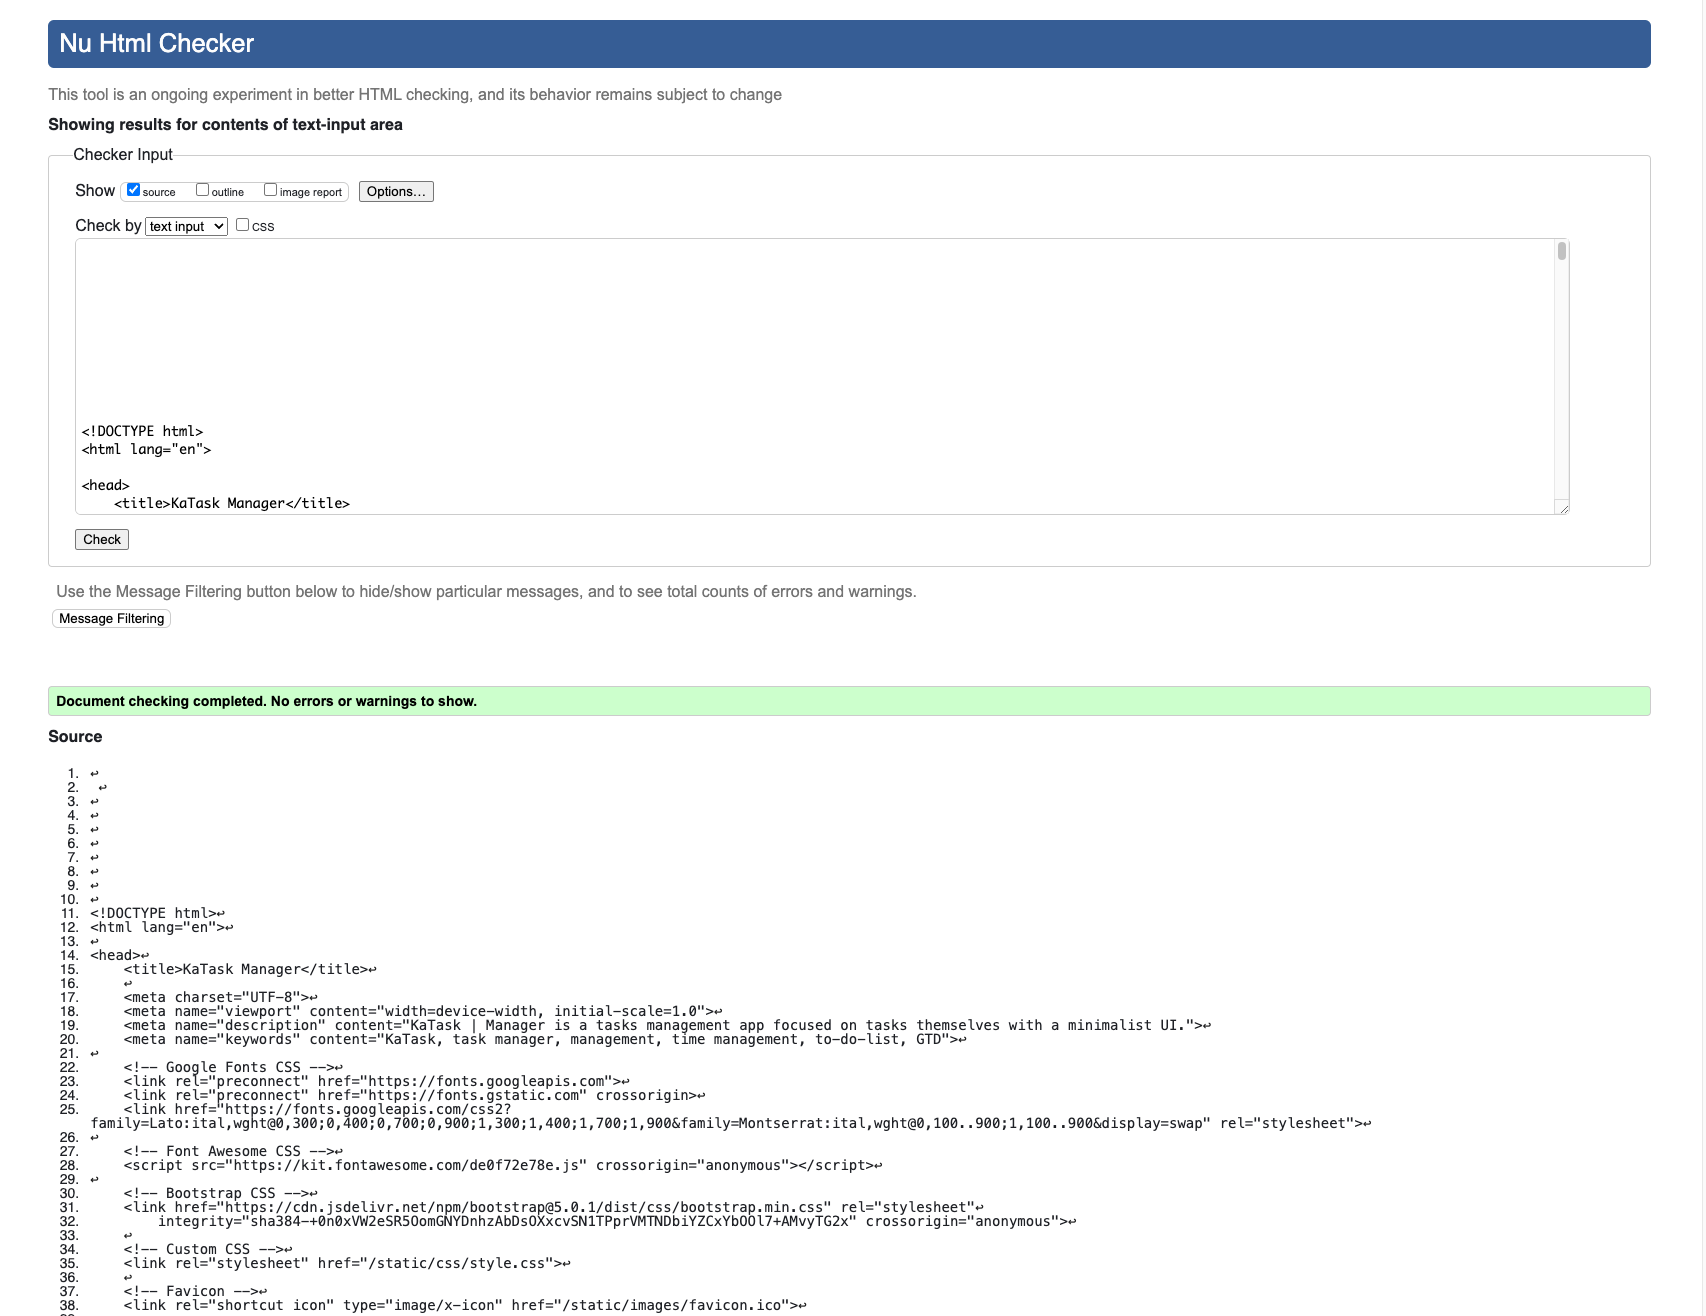 Nu Html Checker
This tool is an ongoing experiment in better HTML checking, and its behavior remains subject to change
Showing results for contents of text-input area
Checker Input
Show source outline image report Options...
Check by text input css
<!DOCTYPE html>
<html lang="en">
<head>
<title>KaTask Manager</title>
Check
Use the Message Filtering button below to hide/show particular messages, and to see total counts of errors and warnings.
Message Filtering
Document checking completed. No errors or warnings to show.
Source
1. ↩
2. ↩
3. ↩
4. ↩
5. ↩
6. ↩
7. ↩
8. ↩
9. ↩
10. ↩
11. <!DOCTYPE html>↩
12. <html lang="en">↩
13. ↩
14. <head>↩
15. <title>KaTask Manager</title>↩
16. ↩
17. <meta charset="UTF-8">↩
18. <meta name="viewport" content="width=device-width, initial-scale=1.0">↩
19. <meta name="description" content="KaTask | Manager is a tasks management app focused on tasks themselves with a minimalist UI.">↩
20. <meta name="keywords" content="KaTask, task manager, management, time management, to-do-list, GTD">↩
21. ↩
22. <!-- Google Fonts CSS -->↩
23. <link rel="preconnect" href="https://fonts.googleapis.com">↩
24. <link rel="preconnect" href="https://fonts.gstatic.com" crossorigin>↩
25. <link href="https://fonts.googleapis.com/css2?
family=Lato:ital,wght@0,300;0,400;0,700;0,900;1,300;1,400;1,700;1,900&family=Montserrat:ital,wght@0,100..900;1,100..900&display=swap" rel="stylesheet">↩
26. ↩
27. <!-- Font Awesome CSS -->↩
28. <script src="https://kit.fontawesome.com/de0f72e78e.js" crossorigin="anonymous"></script>↩
29. ↩
30. <!-- Bootstrap CSS -->↩
31. <link href="https://cdn.jsdelivr.net/npm/bootstrap@5.0.1/dist/css/bootstrap.min.css" rel="stylesheet"↩
32. integrity="sha384-+0n0xVW2eSR5OomGNYDnhzAbDsOXxcvSN1TPprVMTNDbiYZCxYbOOl7+AMvyTG2x" crossorigin="anonymous">↩
33. ↩
34. <!-- Custom CSS -->↩
35. <link rel="stylesheet" href="/static/css/style.css">↩
36. ↩
37. <!-- Favicon -->↩
38. <link rel="shortcut icon" type="image/x-icon" href="/static/images/favicon.ico">↩